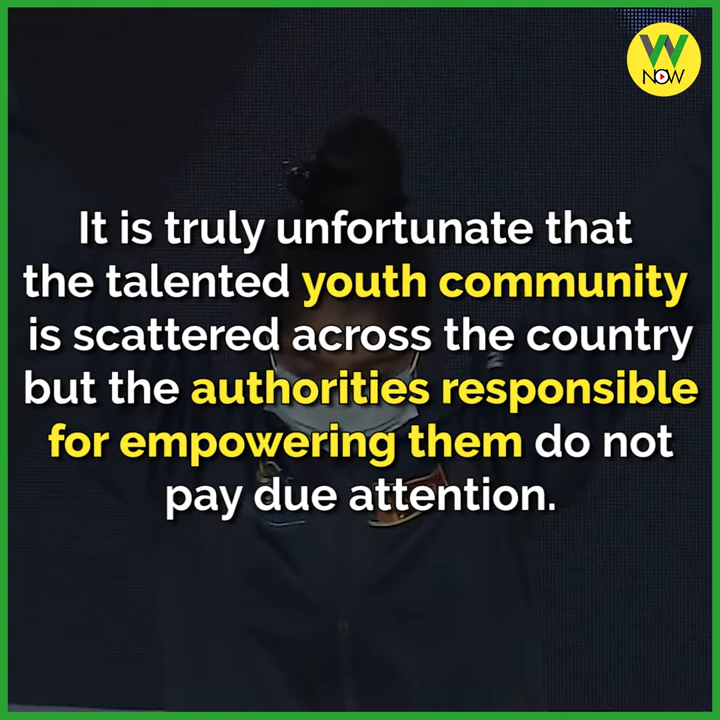 W
NOW
It is truly unfortunate that
the talented youth community
is scattered across the country
but the authorities responsible
for empowering them do not
pay due attention.